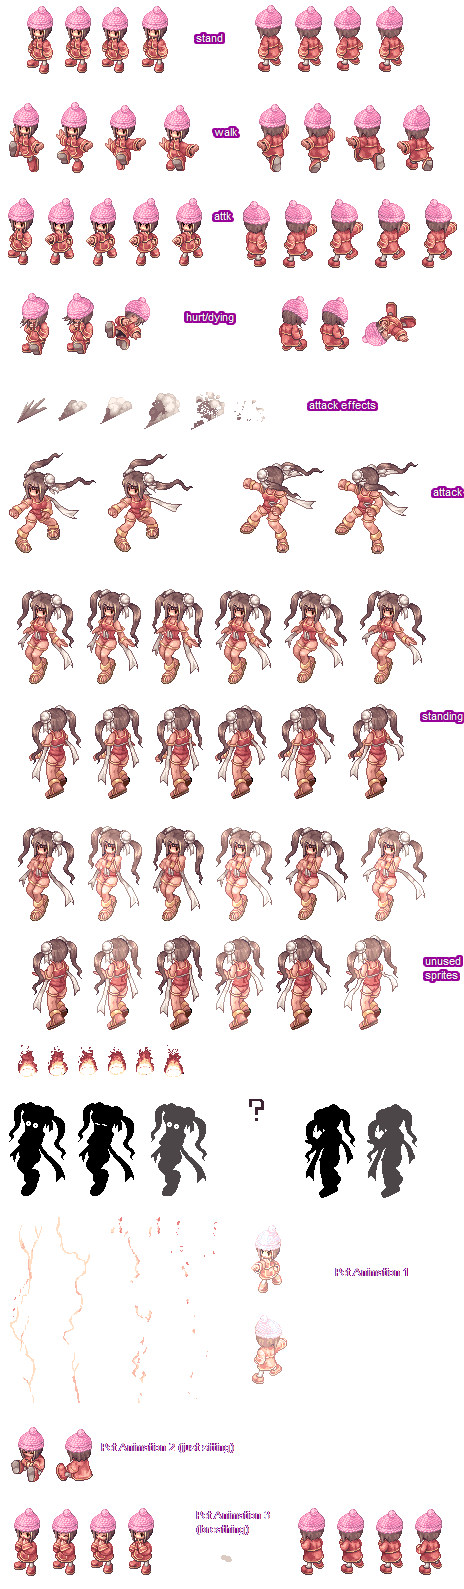 stand
walk
attk
hurt/dying
attack effects
attack
standing
unused
sprites
?
Pet Animation 1
Pet Animation 2 (just sitting)
Pet Animation 3
(breathing)